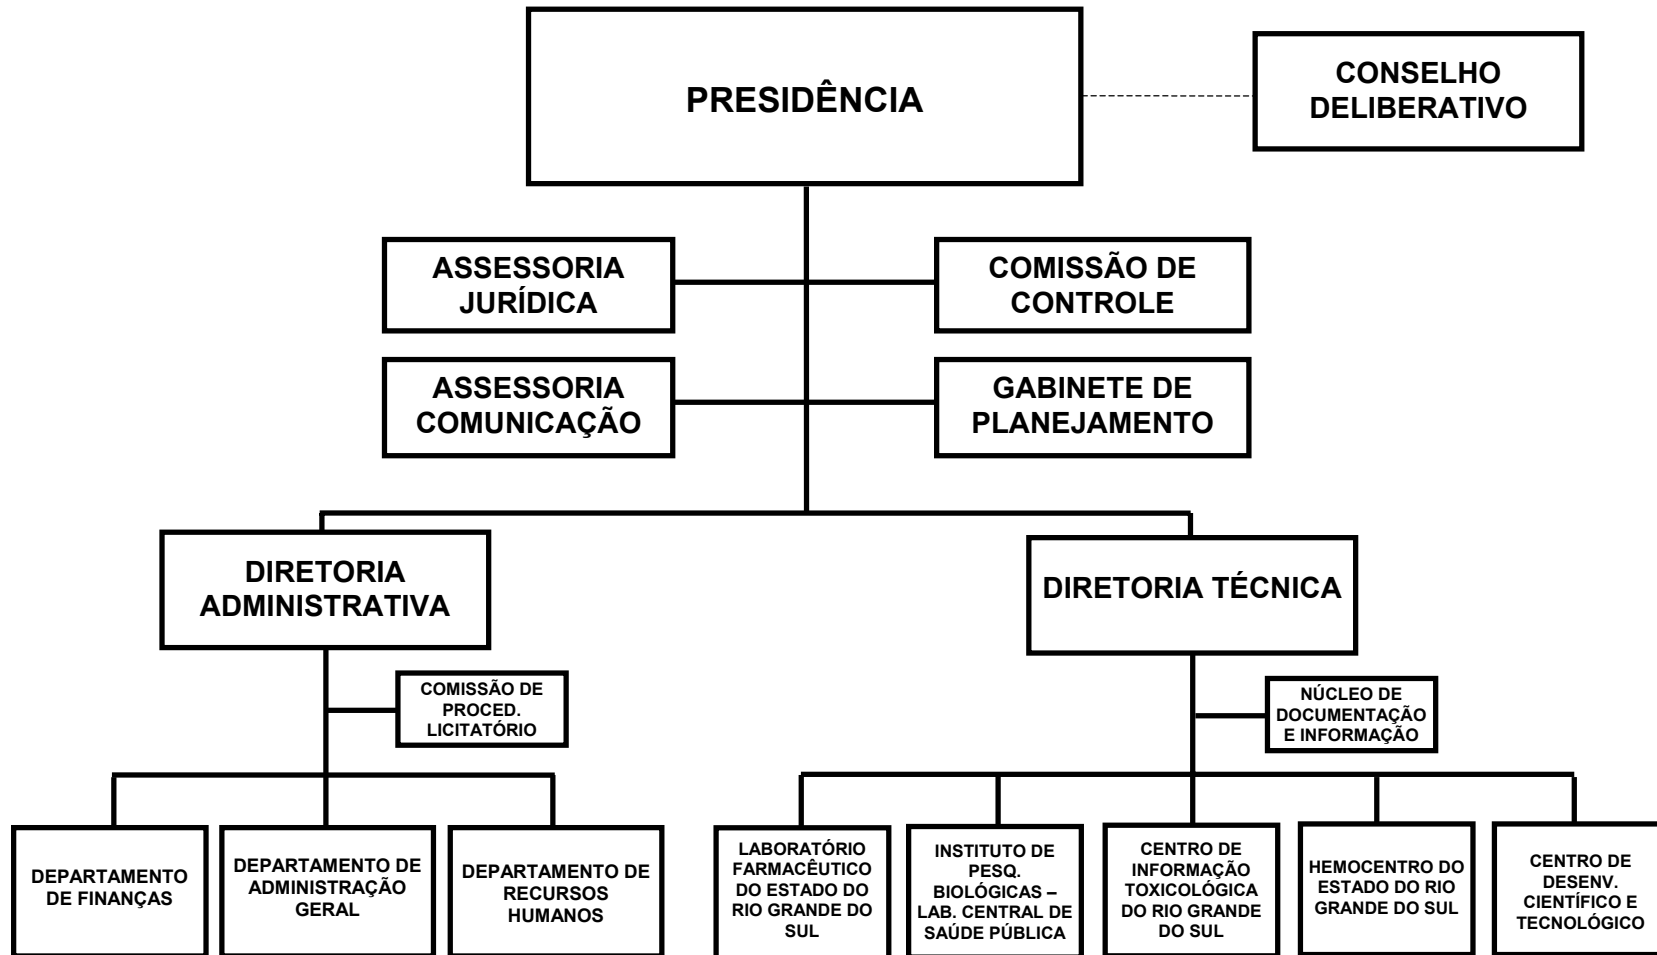 PRESIDÊNCIA
CONSELHO
DELIBERATIVO
ASSESSORIA
JURÍDICA
COMISSÃO DE
CONTROLE
ASSESSORIA
COMUNICAÇÃO
GABINETE DE
PLANEJAMENTO
DIRETORIA
ADMINISTRATIVA
DIRETORIA TÉCNICA
COMISSÃO DE
PROCED.
LICITATÓRIO
NÚCLEO DE
DOCUMENTAÇÃO
E INFORMAÇÃO
DEPARTAMENTO
DE FINANÇAS
DEPARTAMENTO DE
ADMINISTRAÇÃO
GERAL
DEPARTAMENTO DE
RECURSOS
HUMANOS
LABORATÓRIO
FARMACÊUTICO
DO ESTADO DO
RIO GRANDE DO
SUL
INSTITUTO DE
PESQ.
BIOLÓGICAS –
LAB. CENTRAL DE
SAÚDE PÚBLICA
CENTRO DE
INFORMAÇÃO
TOXICOLÓGICA
DO RIO GRANDE
DO SUL
HEMOCENTRO DO
ESTADO DO RIO
GRANDE DO SUL
CENTRO DE
DESENV.
CIENTÍFICO E
TECNOLÓGICO